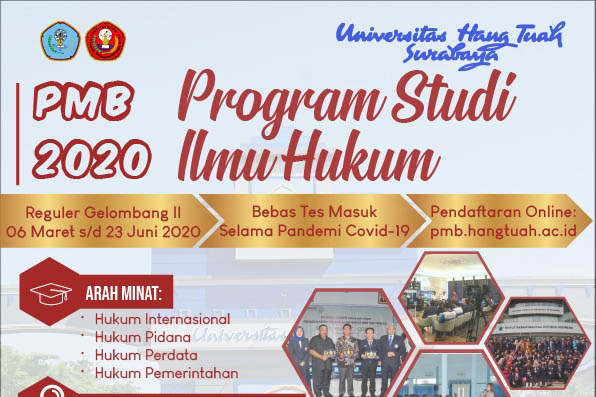 Universitas Hang Tuah
Surabaya
PMB
2020
Program Studi
Ilmu Hukum
Reguler Gelombang II
06 Maret s/d 23 Juni 2020
Bebas Tes Masuk
Selama Pandemi Covid-19
Pendaftaran Online:
pmb.hangtuah.ac.id
ARAH MINAT:
· Hukum Internasional
· Hukum Pidana
· Hukum Perdata
· Hukum Pemerintahan
Universitas